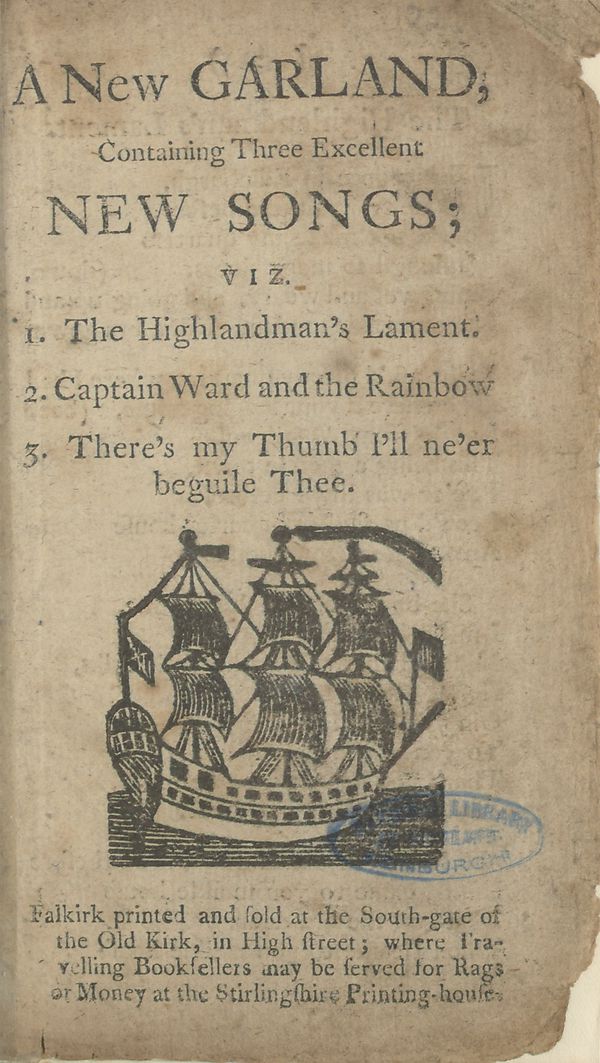 A New GARLAND,
Containing Three Excellent
NEW SONGS;
VIZ.
1. The Highlandman's Lament.
2. Captain Ward and the Rainbow
3. There's my Thumb I'll ne'er
beguile Thee.
LIBRARY
EDINBURGH
Falkirk printed and ſold at the South-gate of
the Old Kirk, in High ſtreet; where Tra-
velling Bookſellers may be ſerved for Rags
or Money at the Stirlingſhire Printing-houſe.